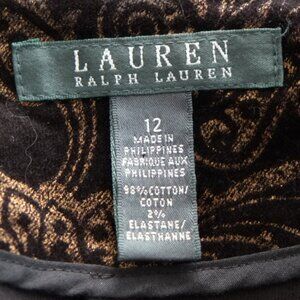 LAUREN
RALPH LAUREN
12
MADE IN
PHILIPPINES
FABRIQUE AUX
PHILIPPINES
98% COTTON/
COTON
2%
ELASTANE/
ELASTHANNE